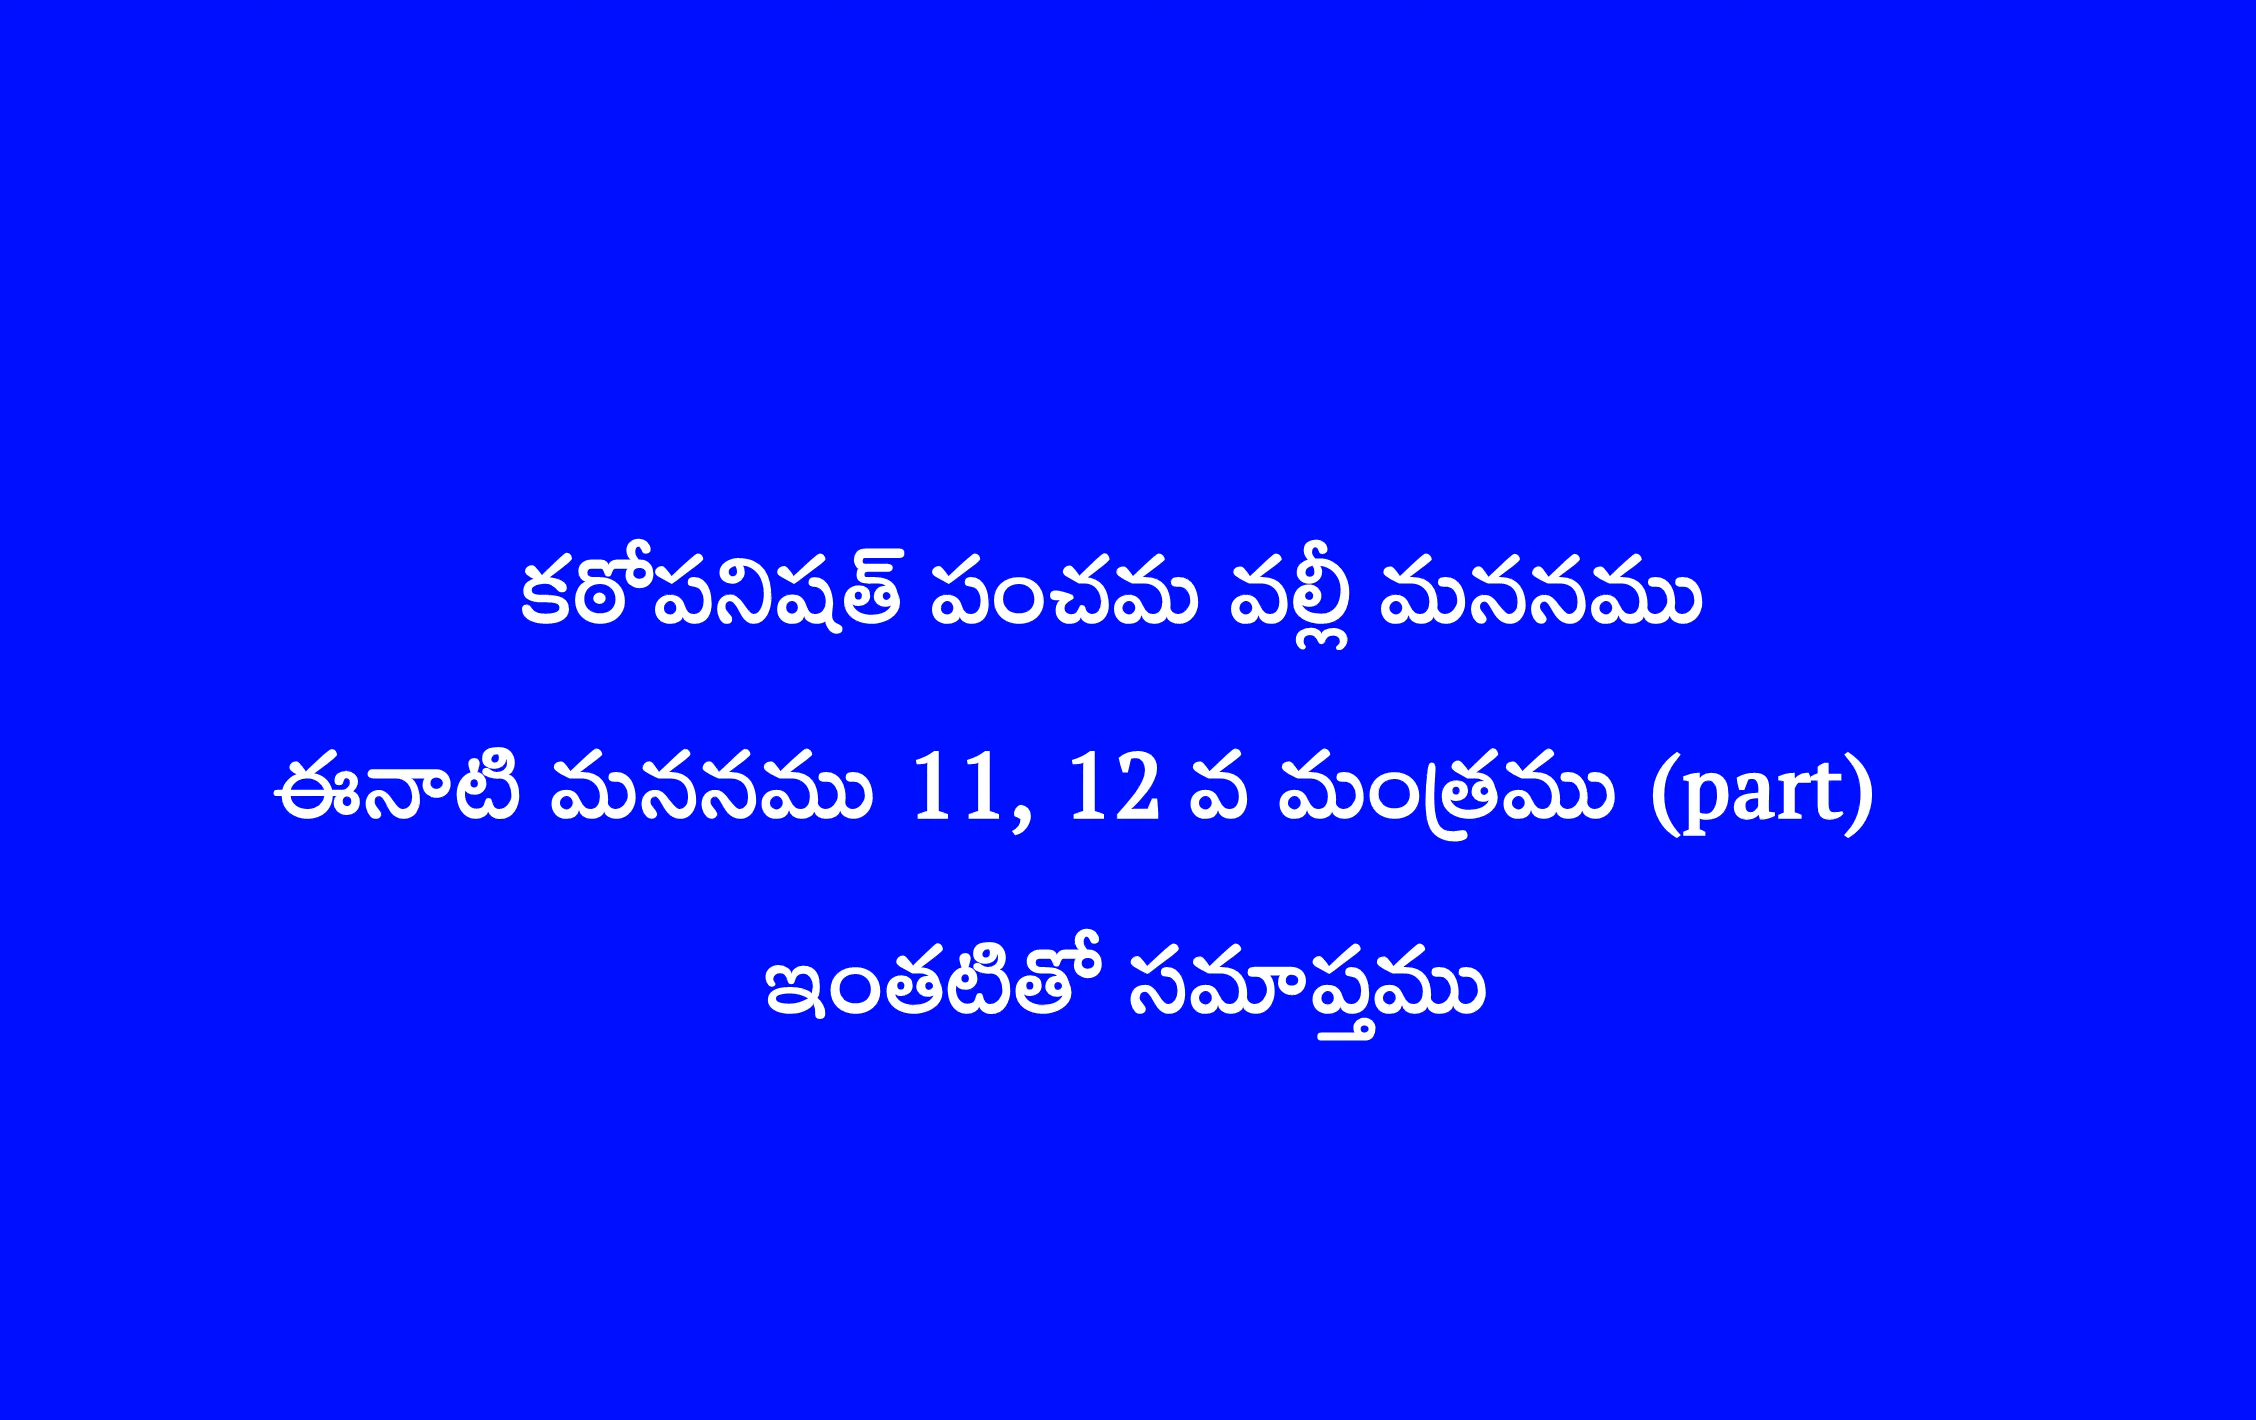 కఠోపనిషత్ పంచమ వల్లీ మననము
ఈనాటి మననము 11, 12 వ మంత్రము (part)
ఇంతటితో సమాప్తము